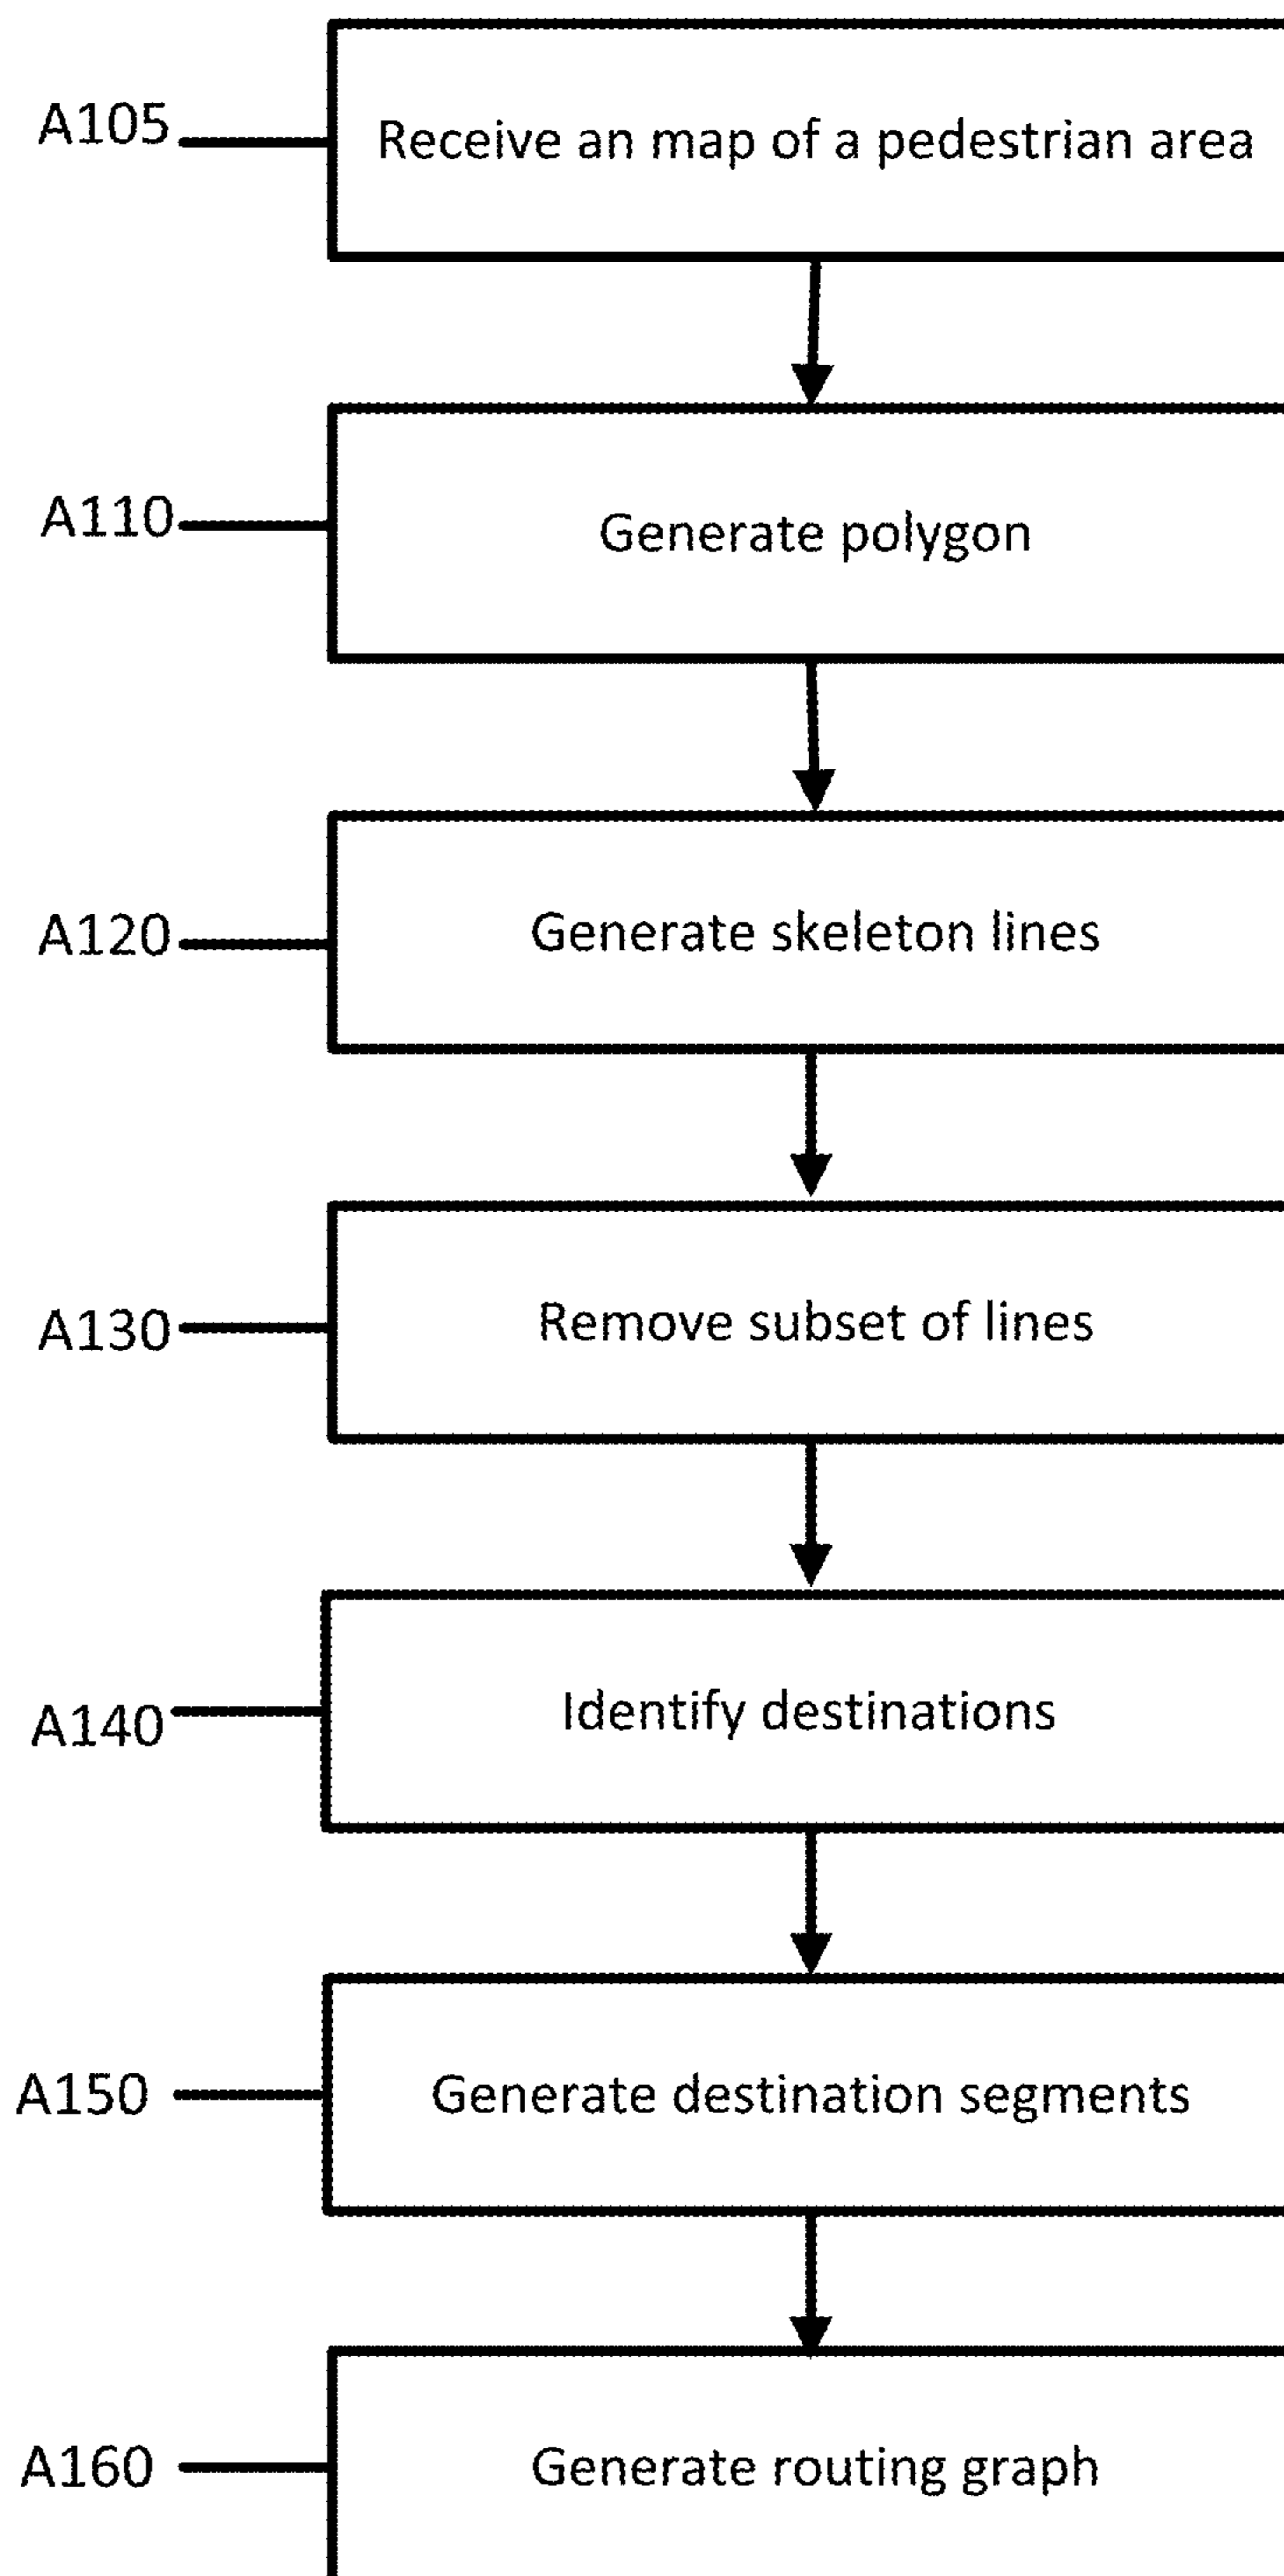 A105 Receive an map of a pedestrian area
A110 Generate polygon
A120 Generate skeleton lines
A130 Remove subset of lines
A140 Identify destinations
A150 Generate destination segments
A160 Generate routing graph